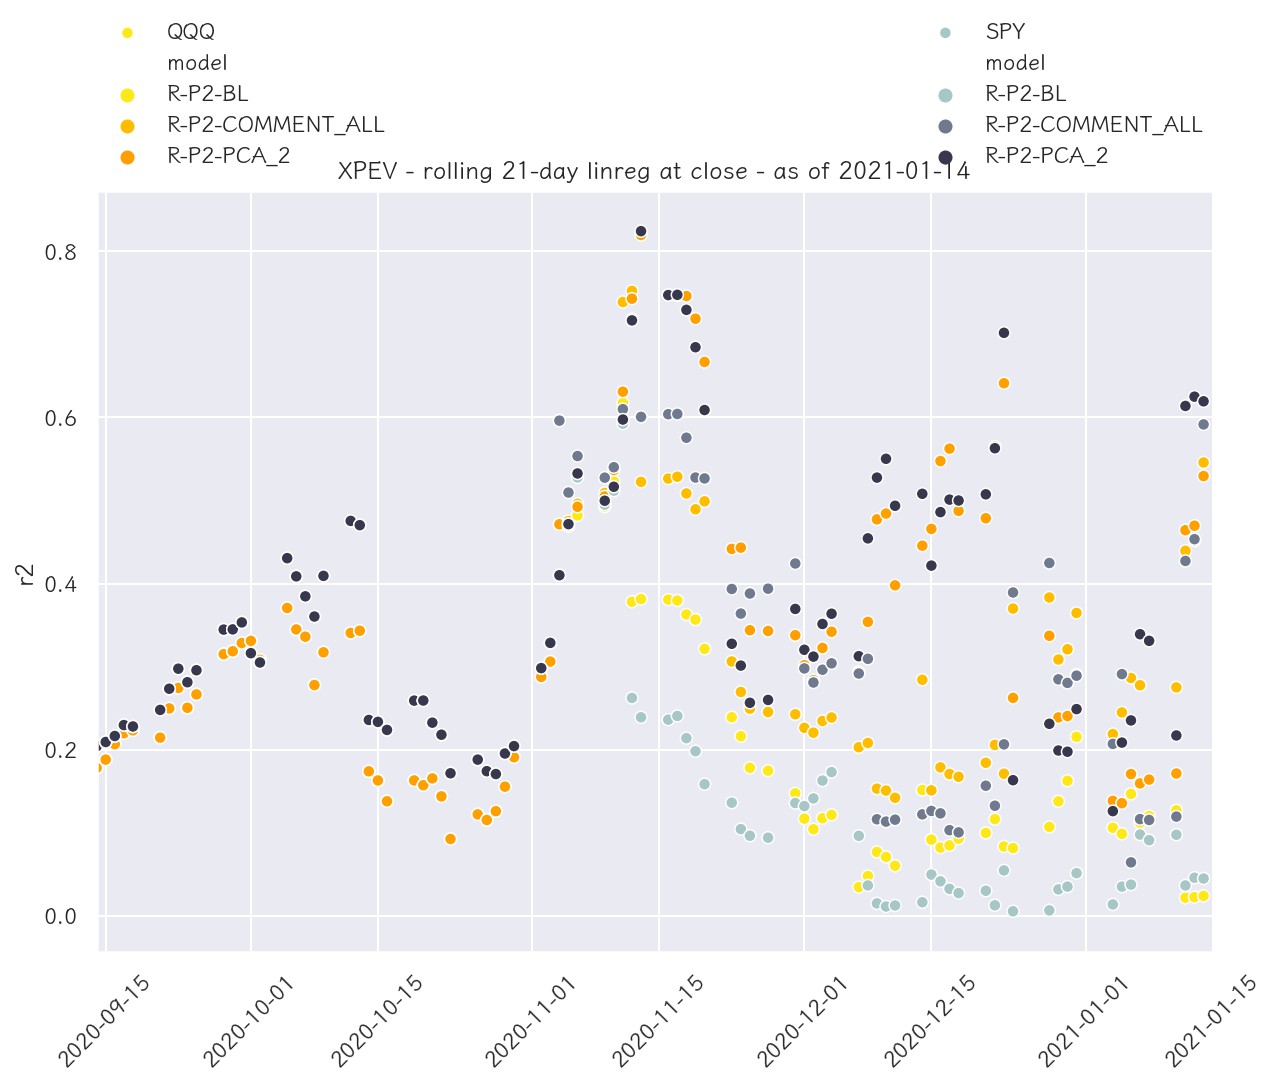 QQQ
model
R-P2-BL
R-P2-COMMENT_ALL
R-P2-PCA_2
SPY
model
R-P2-BL
R-P2-COMMENT_ALL
R-P2-PCA_2
XPEV - rolling 21-day linreg at close - as of 2021-01-14
r2
0.8
0.6
0.4
0.2
0.0
2020-09-15
2020-10-01
2020-10-15
2020-11-01
2020-11-15
2020-12-01
2020-12-15
2021-01-01
2021-01-15